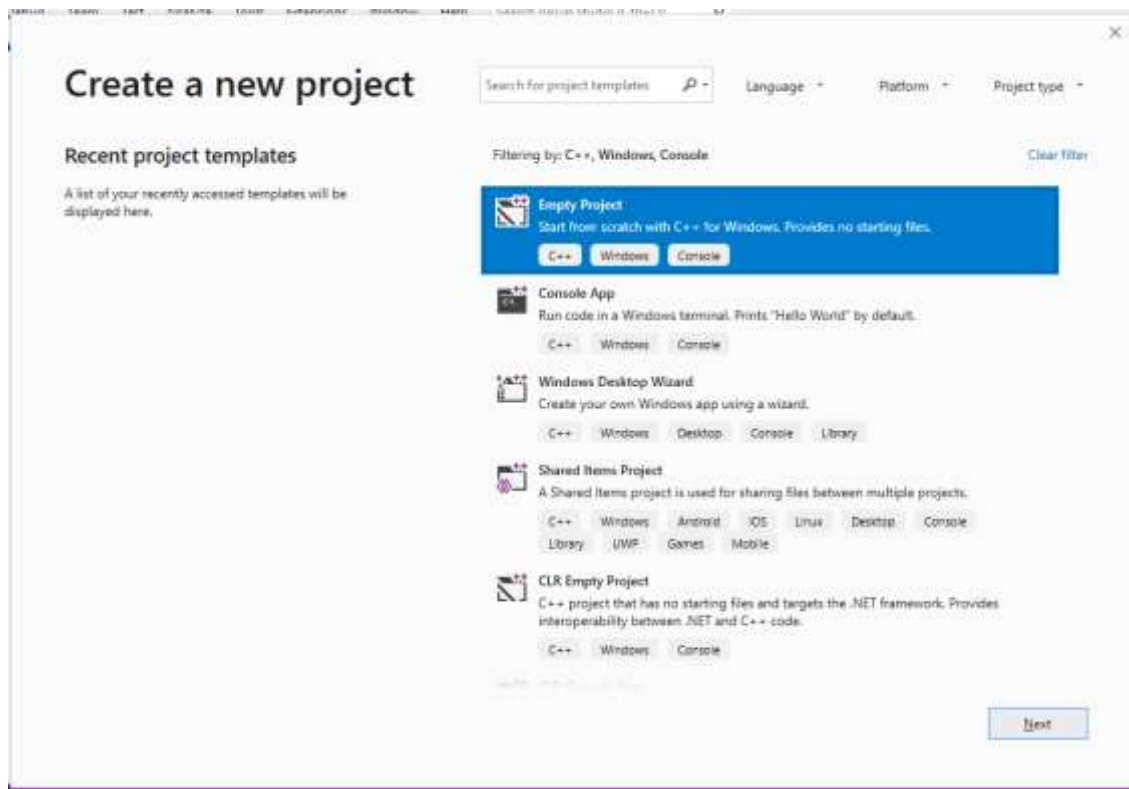 Create a new project
Search for project templates
Language
Platform
Project type
Recent project templates
A list of your recently accessed templates will be
displayed here.
Filtering by: C++, Windows, Console
Clear filter
Empty Project
Start from scratch with C++ for Windows. Provides no starting files.
C++ Windows Console
Console App
Run code in a Windows terminal. Prints "Hello World" by default.
C++ Windows Console
Windows Desktop Wizard
Create your own Windows app using a wizard.
C++ Windows Desktop Console Library
Shared Items Project
A Shared Items project is used for sharing files between multiple projects.
C++ Windows Android iOS Linux Desktop Console
Library UWP Games Mobile
CLR Empty Project
C++ project that has no starting files and targets the .NET framework. Provides
interoperability between .NET and C++ code.
C++ Windows Console
Next